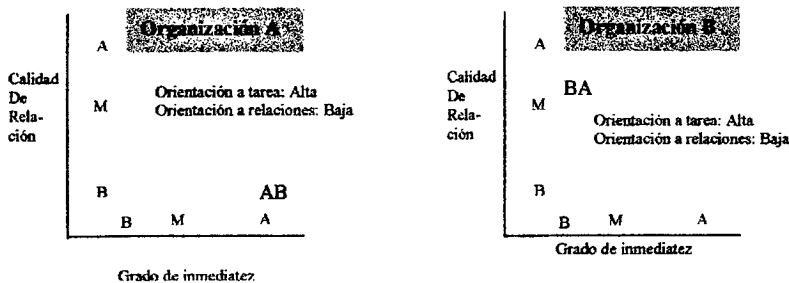 Organización A
A
Calidad
De
Rela-
ción
Orientación a tarea: Alta
Orientación a relaciones: Baja
M
B
AB
B M A
Grado de inmediatez
Organización B
A
Calidad
De
Rela-
ción
BA
M
Orientación a tarea: Alta
Orientación a relaciones: Baja
B
B M A
Grado de inmediatez